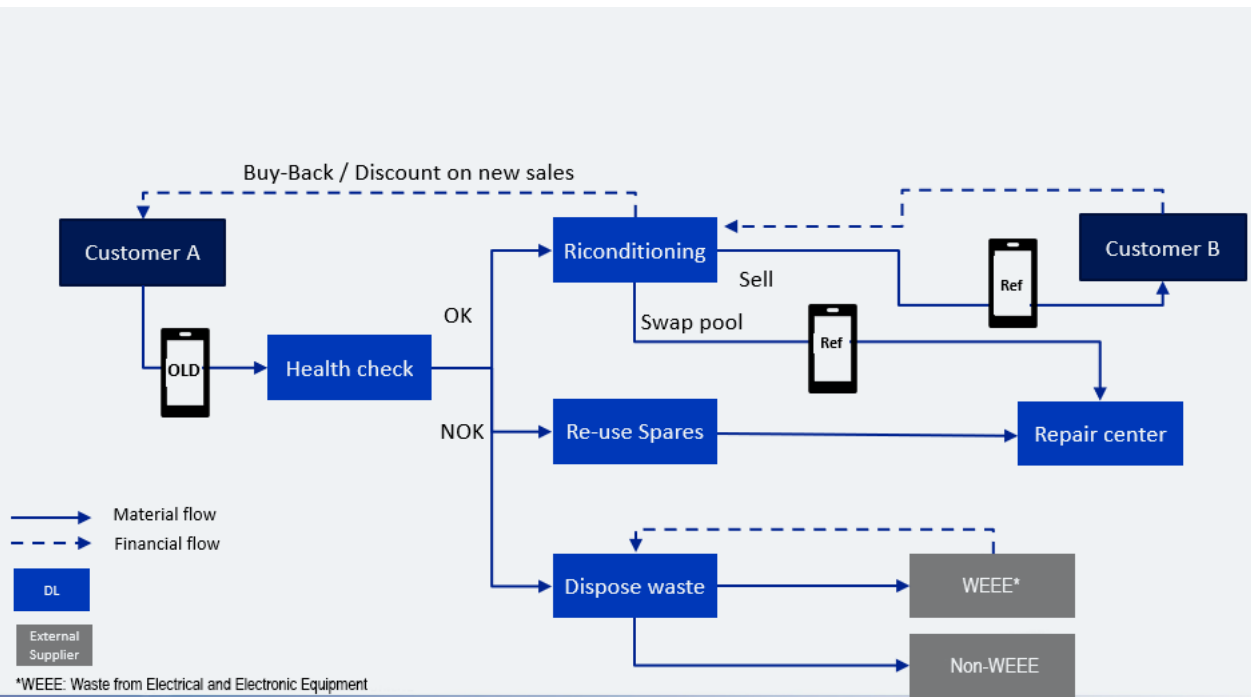 Buy-Back / Discount on new sales
Customer A
Riconditioning
Customer B
Sell
Ref
OK
Swap pool
Ref
OLD
Health check
NOK
Re-use Spares
Repair center
Material flow
Financial flow
DL
Dispose waste
WEEE*
External
Supplier
Non-WEEE
*WEEE: Waste from Electrical and Electronic Equipment